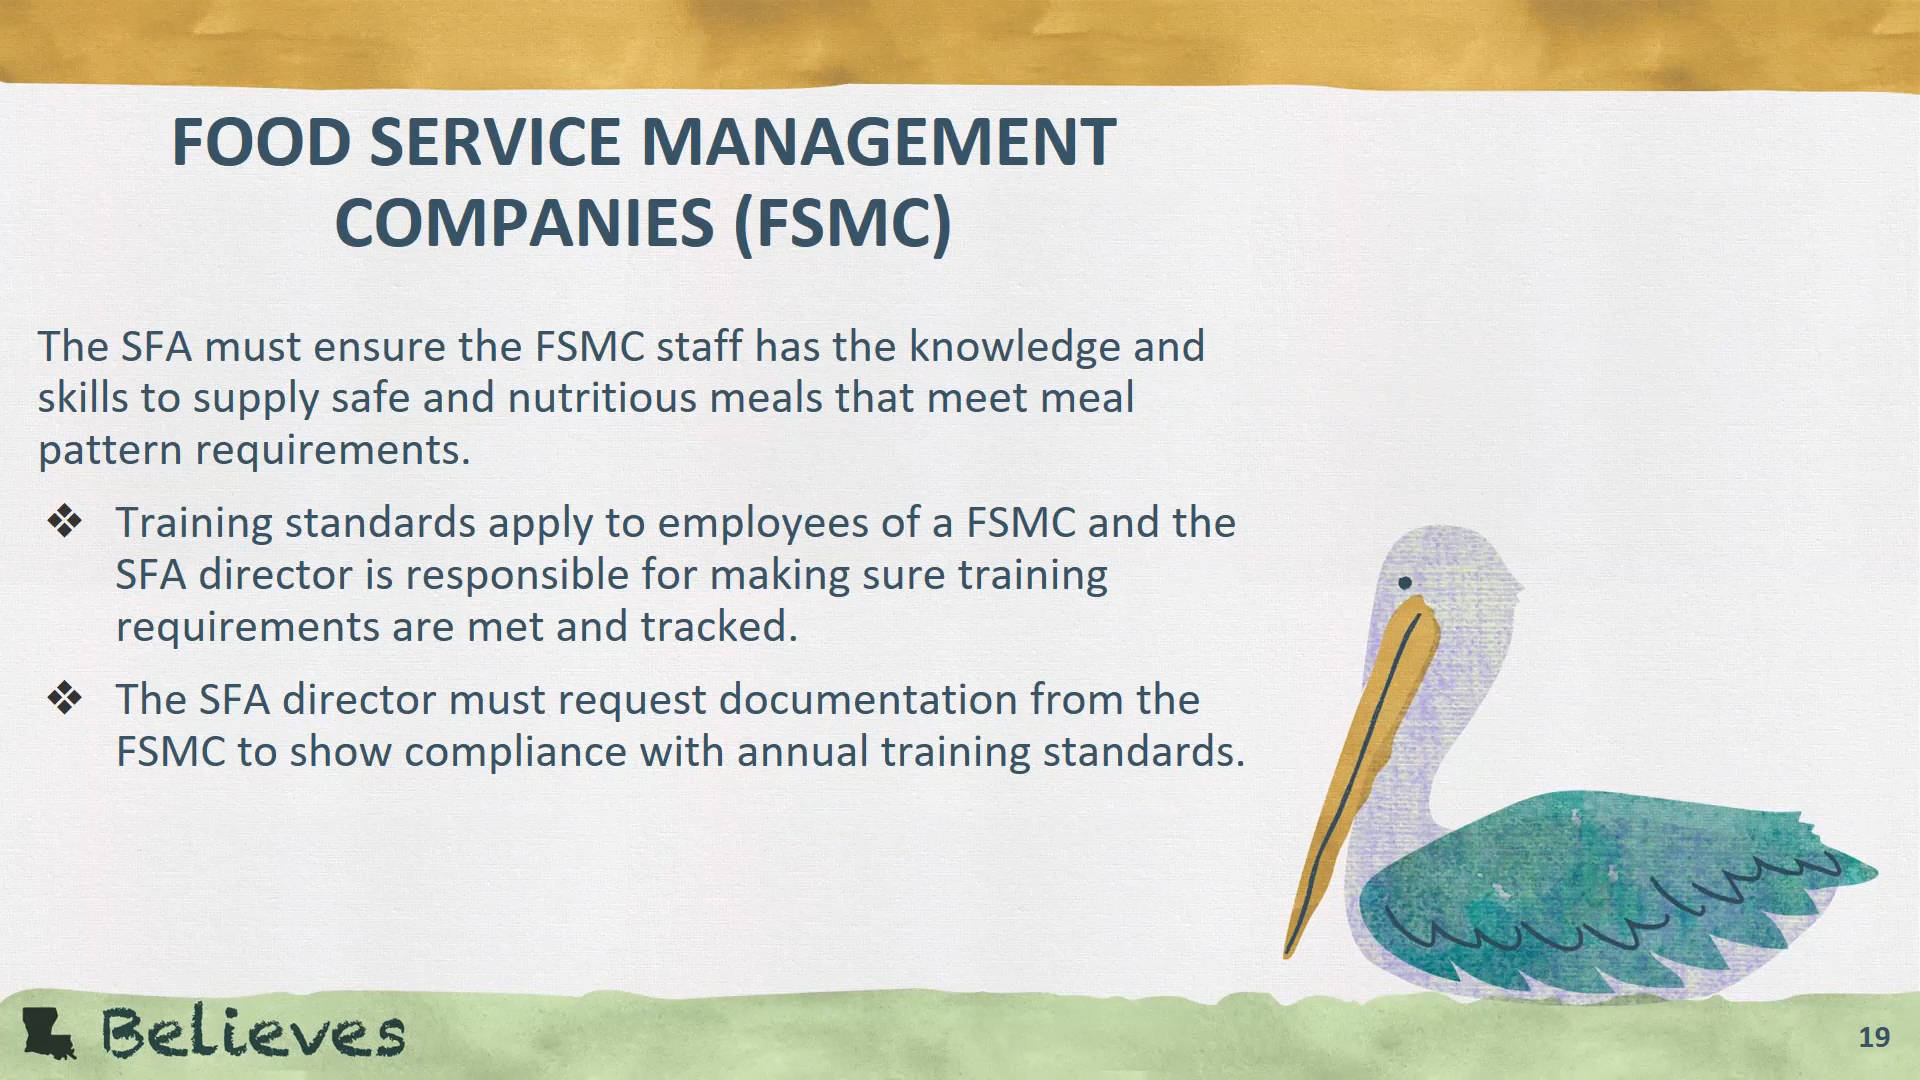 FOOD SERVICE MANAGEMENT
COMPANIES (FSMC)
The SFA must ensure the FSMC staff has the knowledge and
skills to supply safe and nutritious meals that meet meal
pattern requirements.
❖ Training standards apply to employees of a FSMC and the
SFA director is responsible for making sure training
requirements are met and tracked.
❖ The SFA director must request documentation from the
FSMC to show compliance with annual training standards.
Believes
19